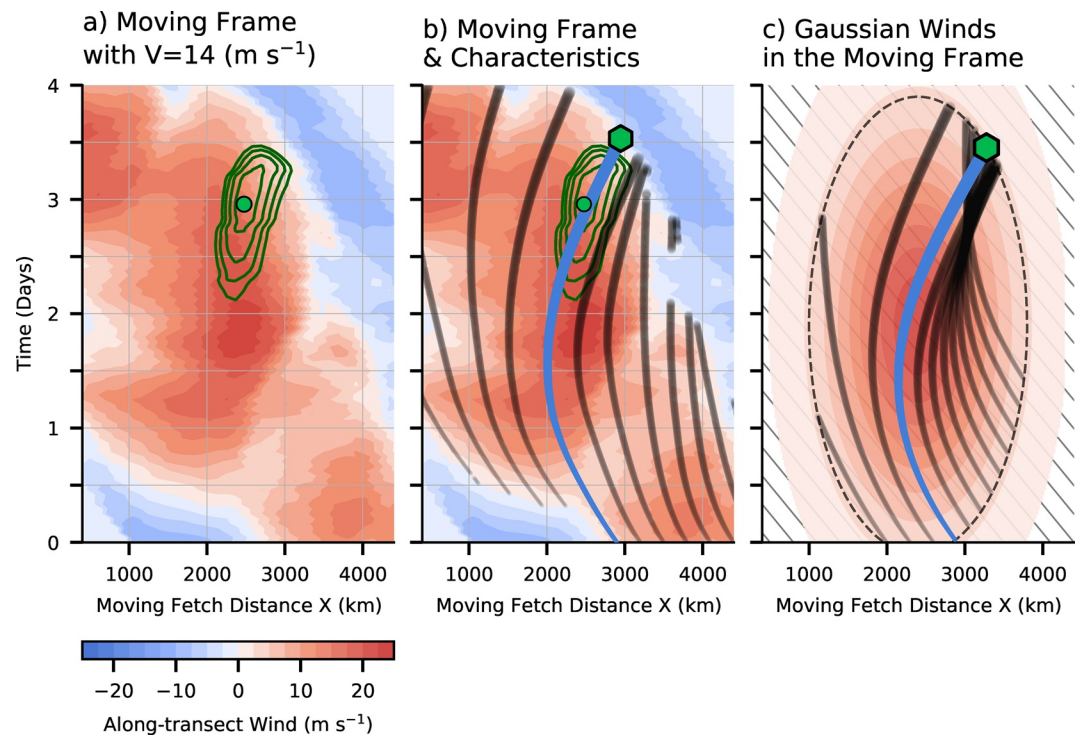 a) Moving Frame
with V=14 (m s⁻¹)
b) Moving Frame
& Characteristics
c) Gaussian Winds
in the Moving Frame
4
3
2
1
0
Time (Days)
1000 2000 3000 4000
1000 2000 3000 4000
1000 2000 3000 4000
Moving Fetch Distance X (km)
Moving Fetch Distance X (km)
Moving Fetch Distance X (km)
−20 −10 0 10 20
Along-transect Wind (m s⁻¹)